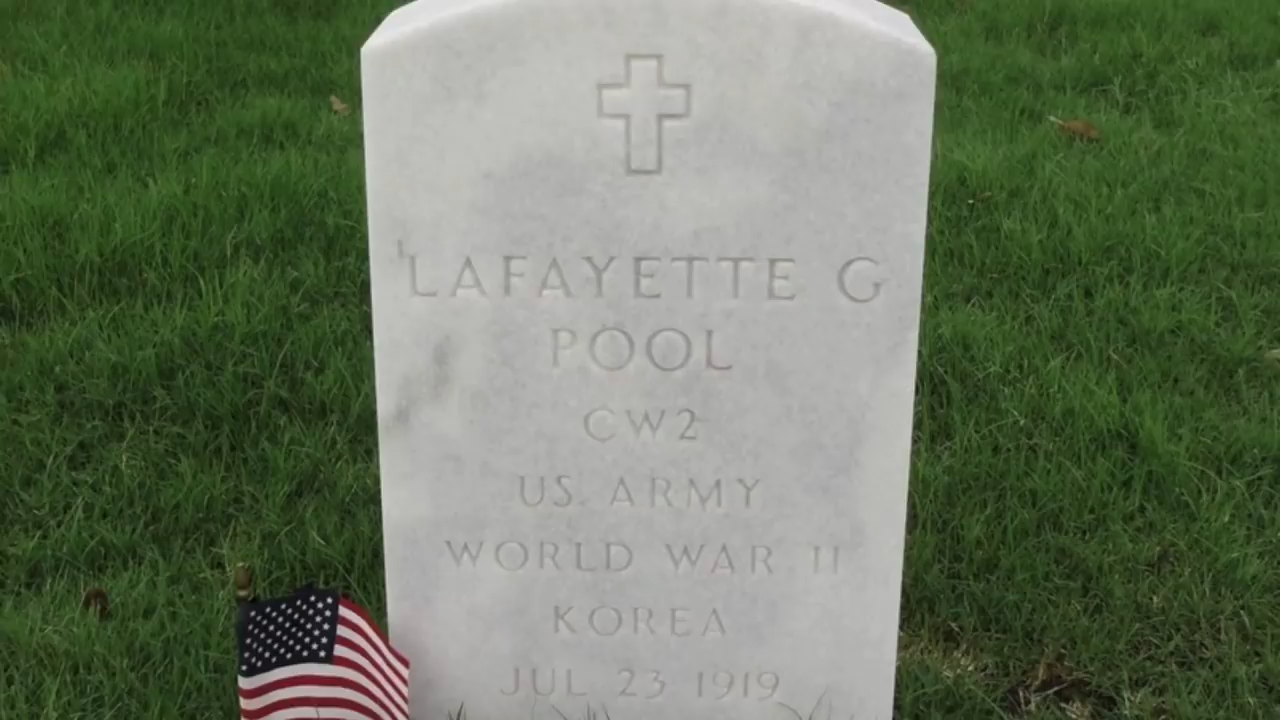 LAFAYETTE G
POOL
CW2
US ARMY
WORLD WAR II
KOREA
JUL 23 1919